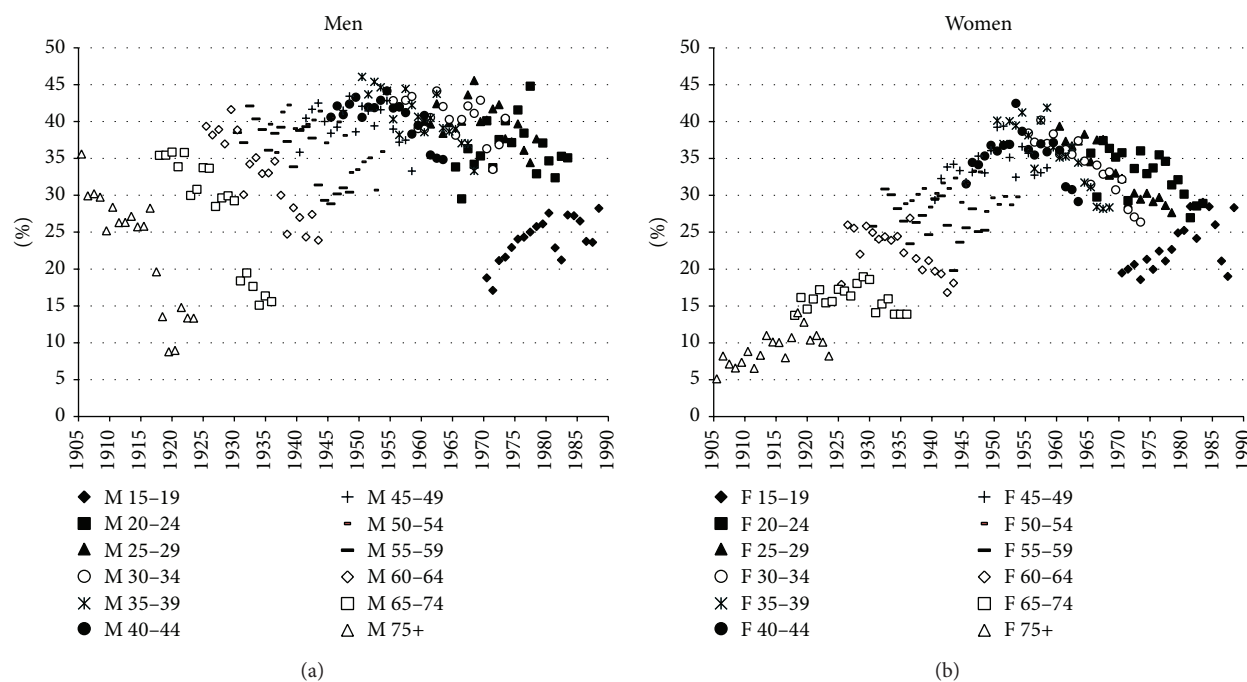 Men
50
45
40
35
30
25
20
15
10
5
0
(%)
1905
1910
1915
1920
1925
1930
1935
1940
1945
1950
1955
1960
1965
1970
1975
1980
1985
1990
M 15–19
M 20–24
M 25–29
M 30–34
M 35–39
M 40–44
M 45–49
M 50–54
M 55–59
M 60–64
M 65–74
M 75+
(a)
Women
50
45
40
35
30
25
20
15
10
5
0
(%)
1905
1910
1915
1920
1925
1930
1935
1940
1945
1950
1955
1960
1965
1970
1975
1980
1985
1990
F 15–19
F 20–24
F 25–29
F 30–34
F 35–39
F 40–44
F 45–49
F 50–54
F 55–59
F 60–64
F 65–74
F 75+
(b)